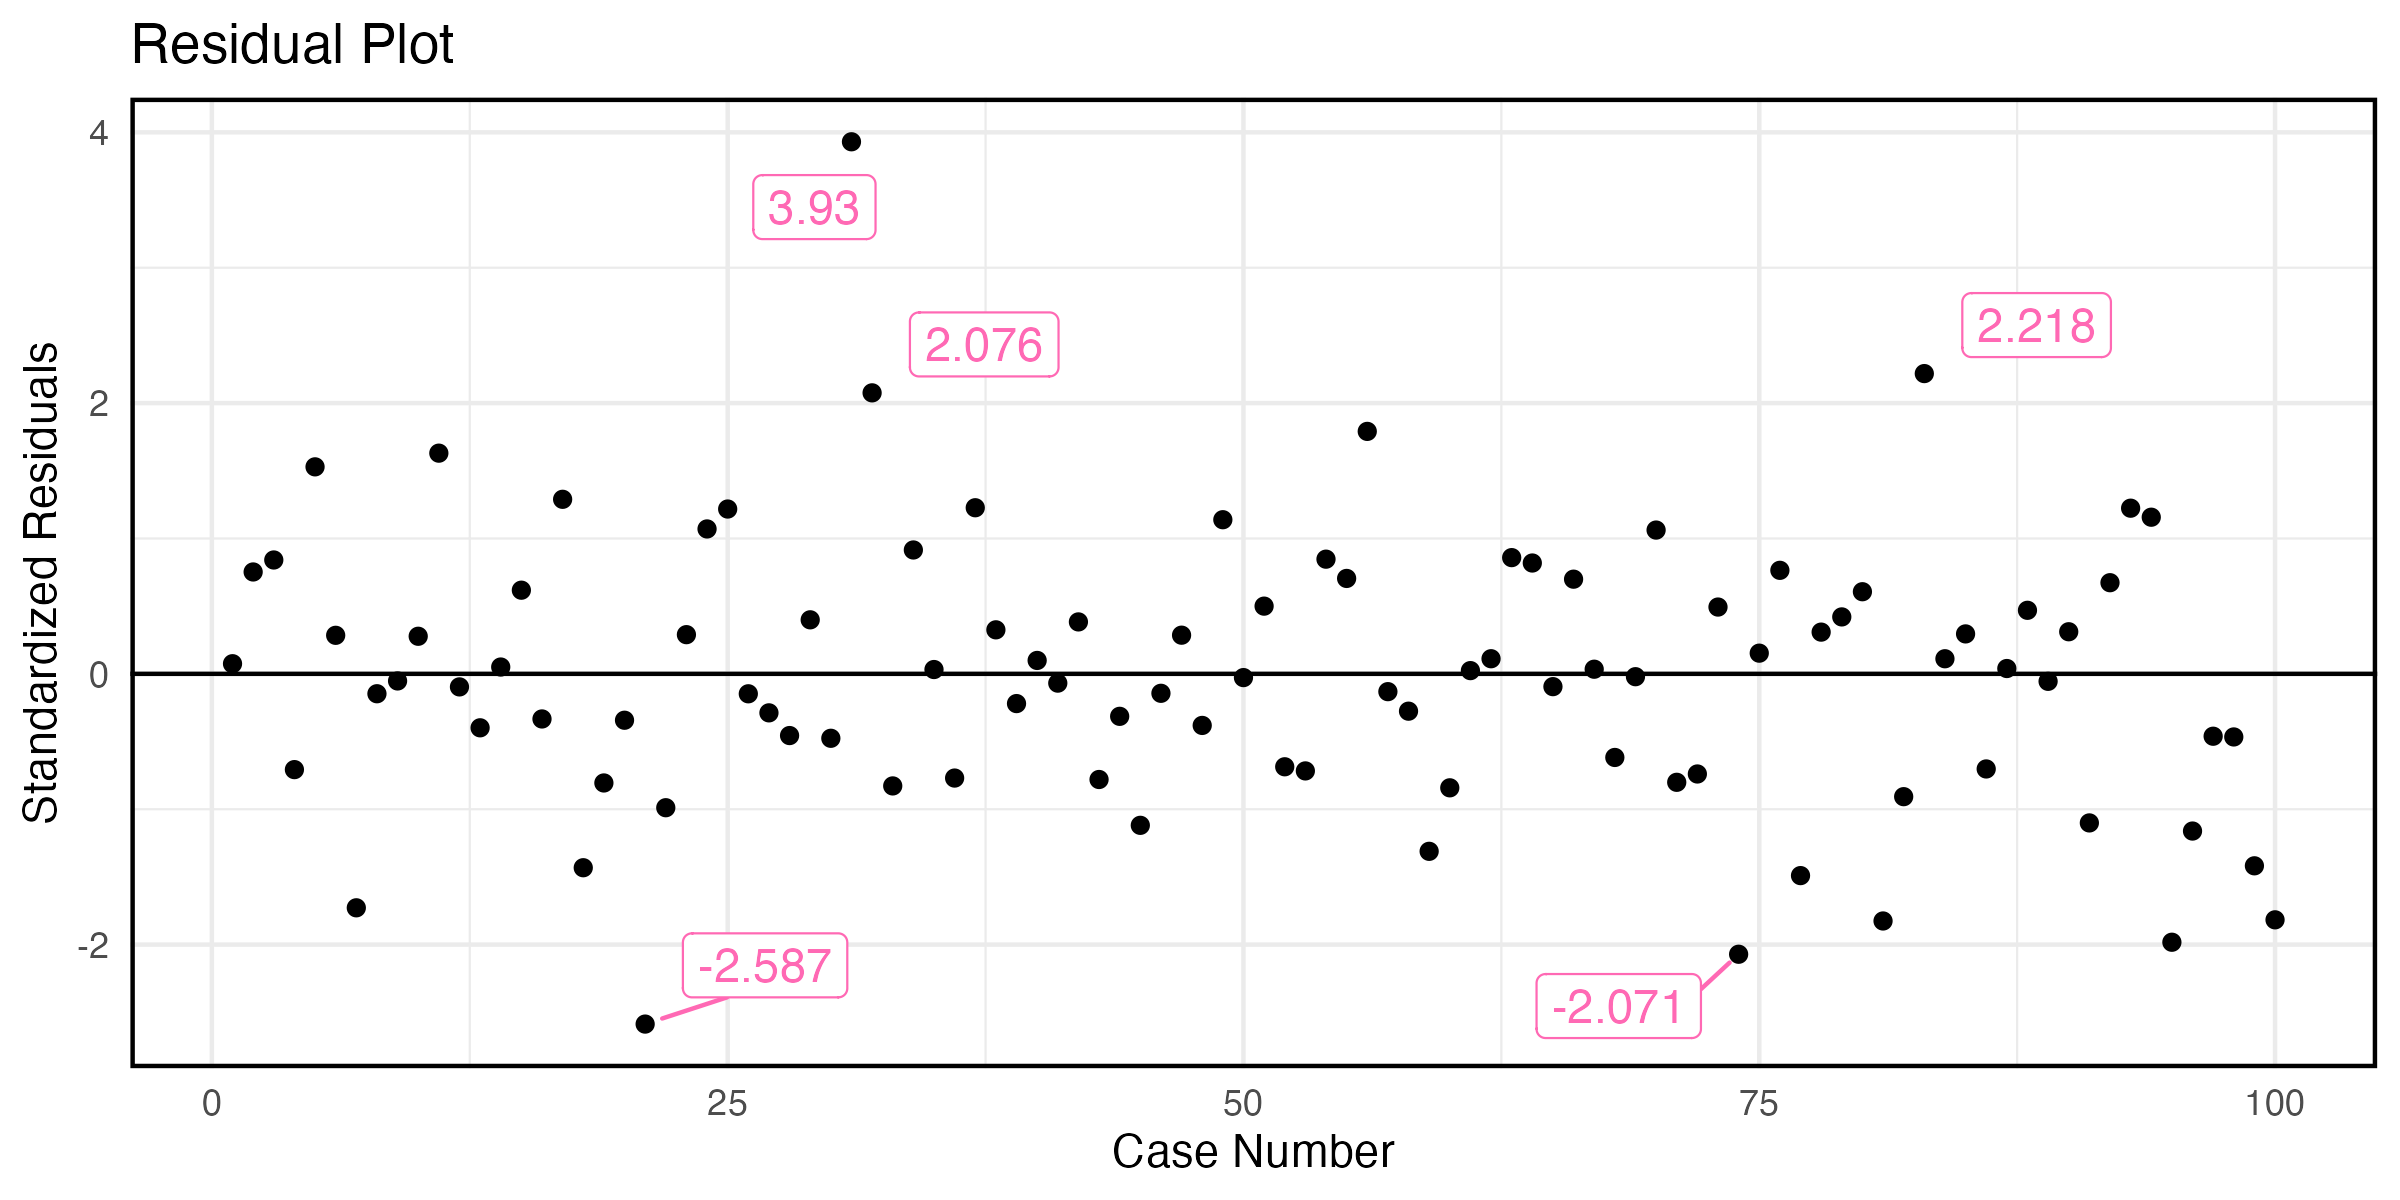 Residual Plot
Standardized Residuals
4
2
0
-2
3.93
2.076
2.218
-2.587
-2.071
0 25 50 75 100
Case Number